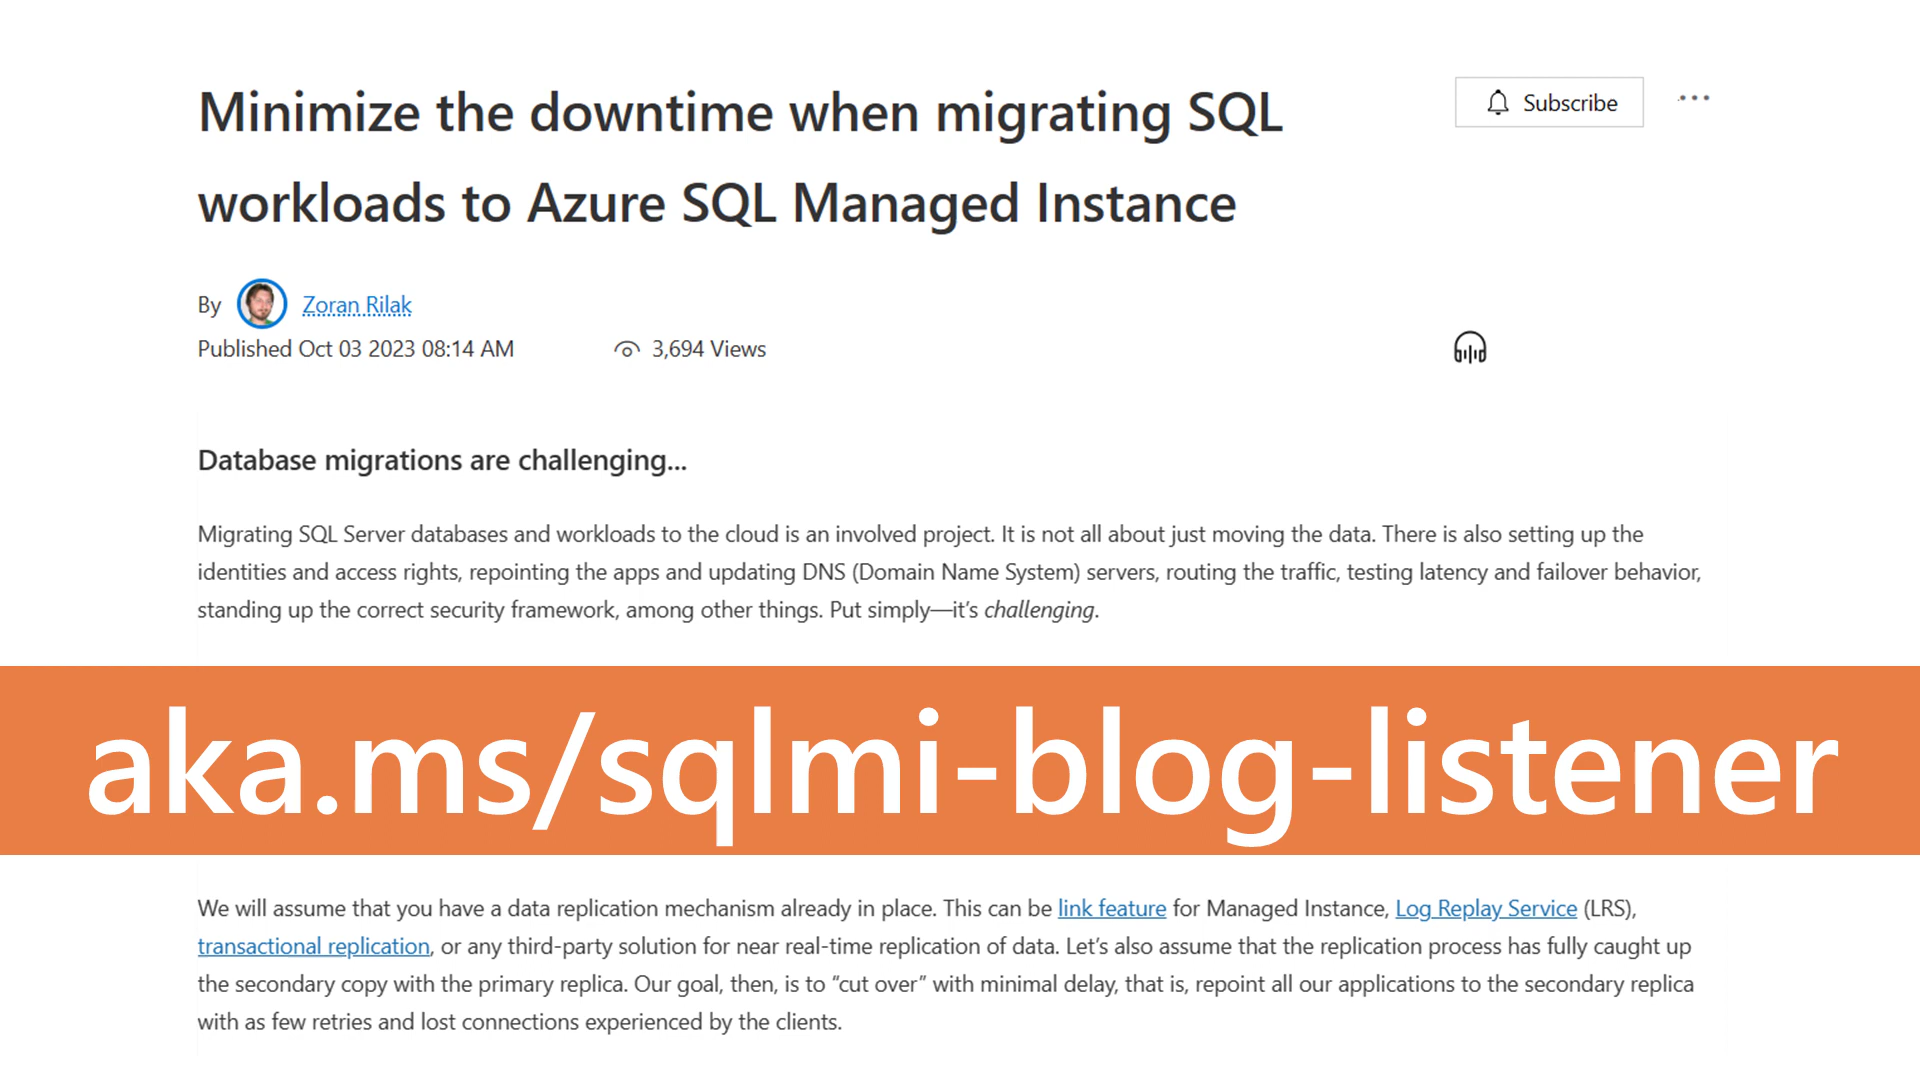 Minimize the downtime when migrating SQL
workloads to Azure SQL Managed Instance
Subscribe
By Zoran Rilak
Published Oct 03 2023 08:14 AM 3,694 Views
Database migrations are challenging...
Migrating SQL Server databases and workloads to the cloud is an involved project. It is not all about just moving the data. There is also setting up the
identities and access rights, repointing the apps and updating DNS (Domain Name System) servers, routing the traffic, testing latency and failover behavior,
standing up the correct security framework, among other things. Put simply—it's challenging.
aka.ms/sqlmi-blog-listener
We will assume that you have a data replication mechanism already in place. This can be link feature for Managed Instance, Log Replay Service (LRS),
transactional replication, or any third-party solution for near real-time replication of data. Let's also assume that the replication process has fully caught up
the secondary copy with the primary replica. Our goal, then, is to “cut over” with minimal delay, that is, repoint all our applications to the secondary replica
with as few retries and lost connections experienced by the clients.